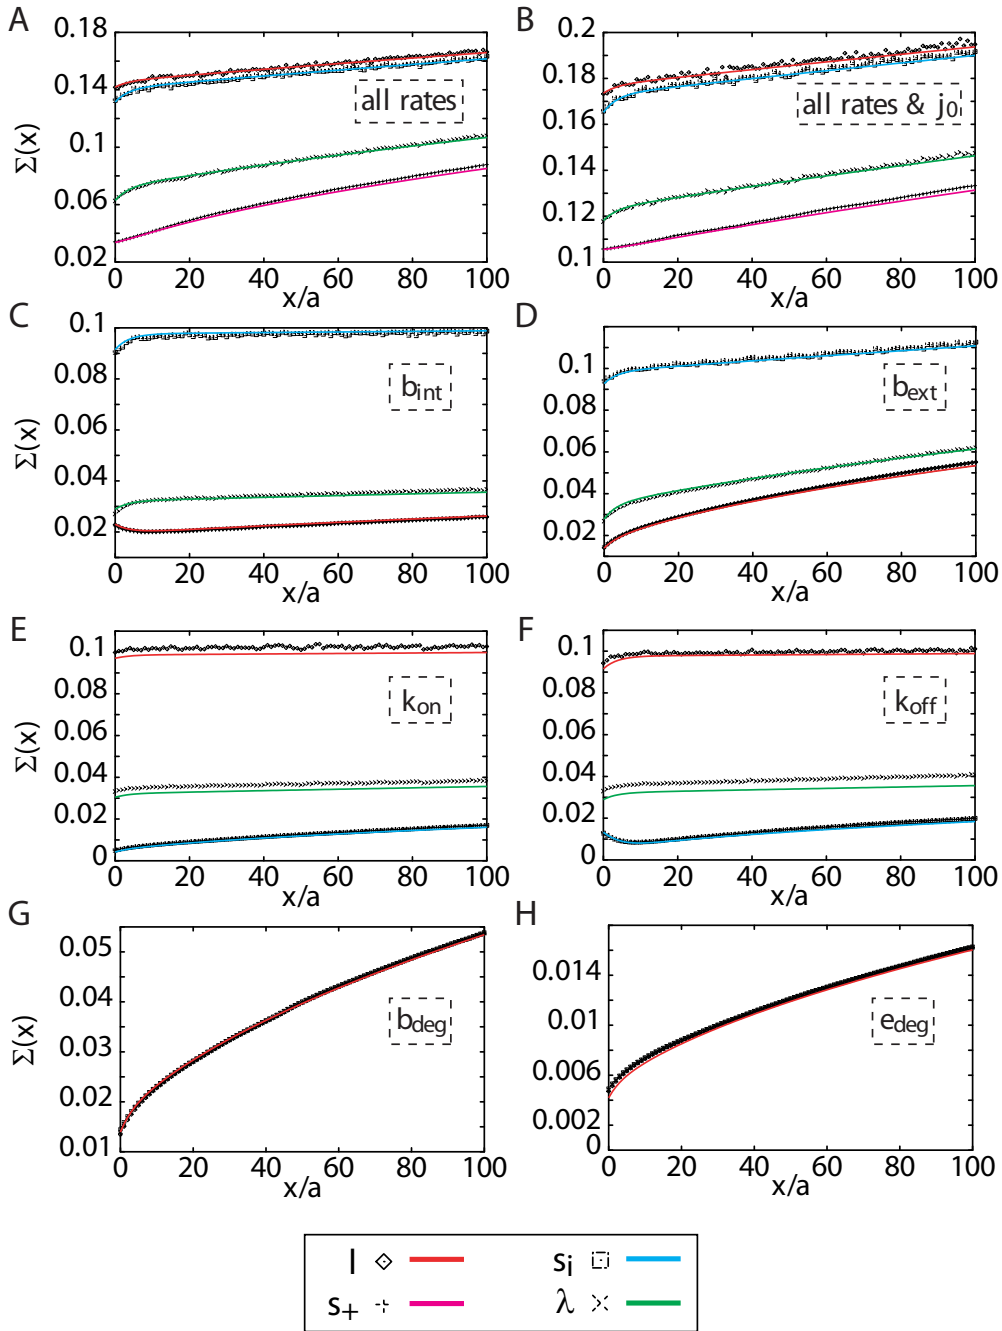 A
B
0.18
0.14
0.1
0.06
0.02
Σ(x)
all rates
0 20 40 60 80 100
x/a
0.2
0.18
0.16
0.14
0.12
0.1
all rates & j0
0 20 40 60 80 100
x/a
C
D
0.1
0.08
0.06
0.04
0.02
Σ(x)
bint
0 20 40 60 80 100
x/a
0.1
0.08
0.06
0.04
0.02
bext
0 20 40 60 80 100
x/a
E
F
0.1
0.08
0.06
0.04
0.02
0
Σ(x)
kon
0 20 40 60 80 100
x/a
0.1
0.08
0.06
0.04
0.02
0
koff
0 20 40 60 80 100
x/a
G
H
0.05
0.04
0.03
0.02
0.01
Σ(x)
bdeg
0 20 40 60 80 100
x/a
0.014
0.01
0.006
0.002
0
edeg
0 20 40 60 80 100
x/a
l
si
s+
λ